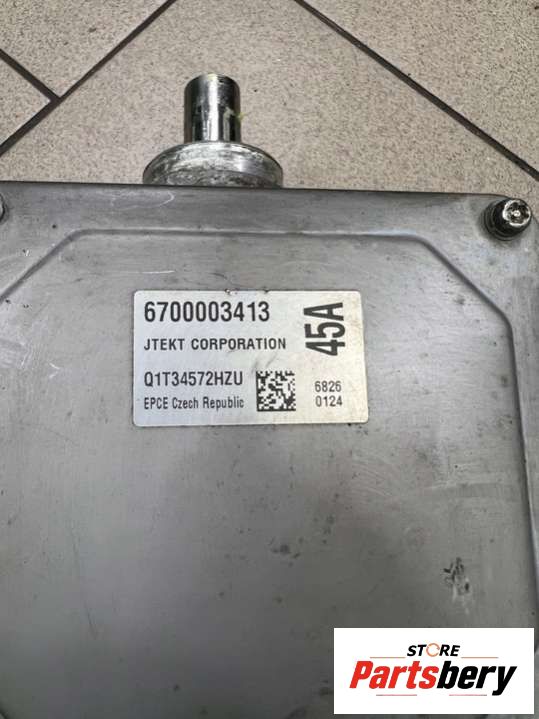 6700003413
45A
JTEKT CORPORATION
Q1T34572HZU
6826
EPCE Czech Republic
0124
STORE
Partsbery